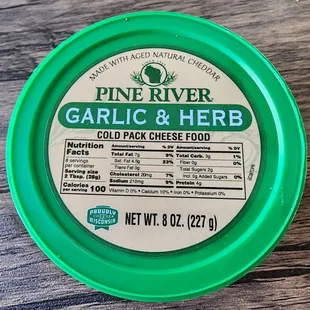 MADE WITH AGED NATURAL CHEDDAR
PINE RIVER
GARLIC & HERB
COLD PACK CHEESE FOOD
Nutrition Facts
8 servings per container
Serving size
2 Tbsp. (28g)
Calories per serving 100
Amount/serving % DV
Total Fat 7g 9%
Sat. Fat 4.5g
Trans Fat 0g
Cholesterol 20mg 7%
Sodium 210mg 9%
Amount/serving % DV
Total Carb. 3g 1%
Fiber 0g 0%
Total Sugars 2g
Incl. 0g Added Sugars 0%
Protein 4g
Vitamin D 0% • Calcium 10% • Iron 0% • Potassium 0%
PROUDLY
WISCONSIN
NET WT. 8 OZ. (227 g)